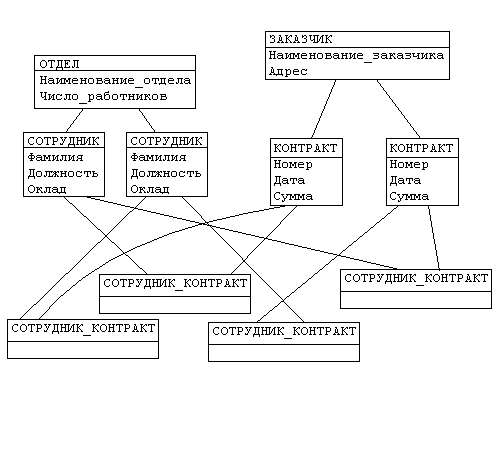 ЗАКАЗЧИК
Наименование_заказчика
Адрес
ОТДЕЛ
Наименование_отдела
Число_работников
СОТРУДНИК
Фамилия
Должность
Оклад
СОТРУДНИК
Фамилия
Должность
Оклад
КОНТРАКТ
Номер
Дата
Сумма
КОНТРАКТ
Номер
Дата
Сумма
СОТРУДНИК_КОНТРАКТ
СОТРУДНИК_КОНТРАКТ
СОТРУДНИК_КОНТРАКТ
СОТРУДНИК_КОНТРАКТ